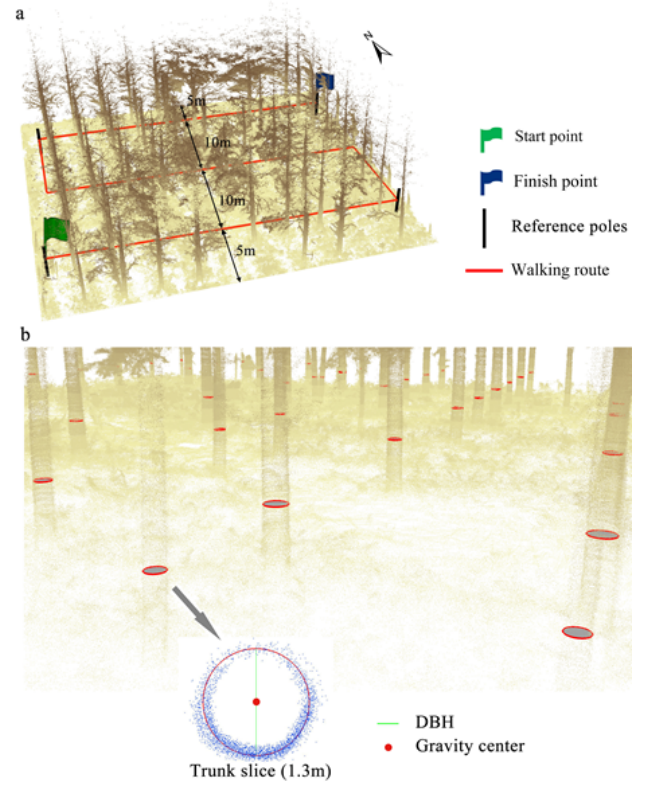 a
N
5m
10m
10m
5m
Start point
Finish point
Reference poles
Walking route
b
DBH
Gravity center
Trunk slice (1.3m)